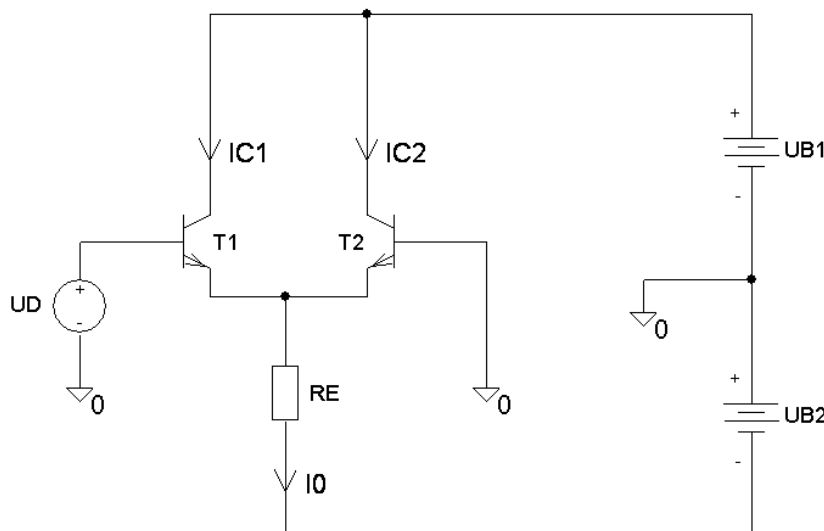 IC1
IC2
+
UB1
-
T1
T2
UD
+
-
0
0
0
RE
I0
+
UB2
-